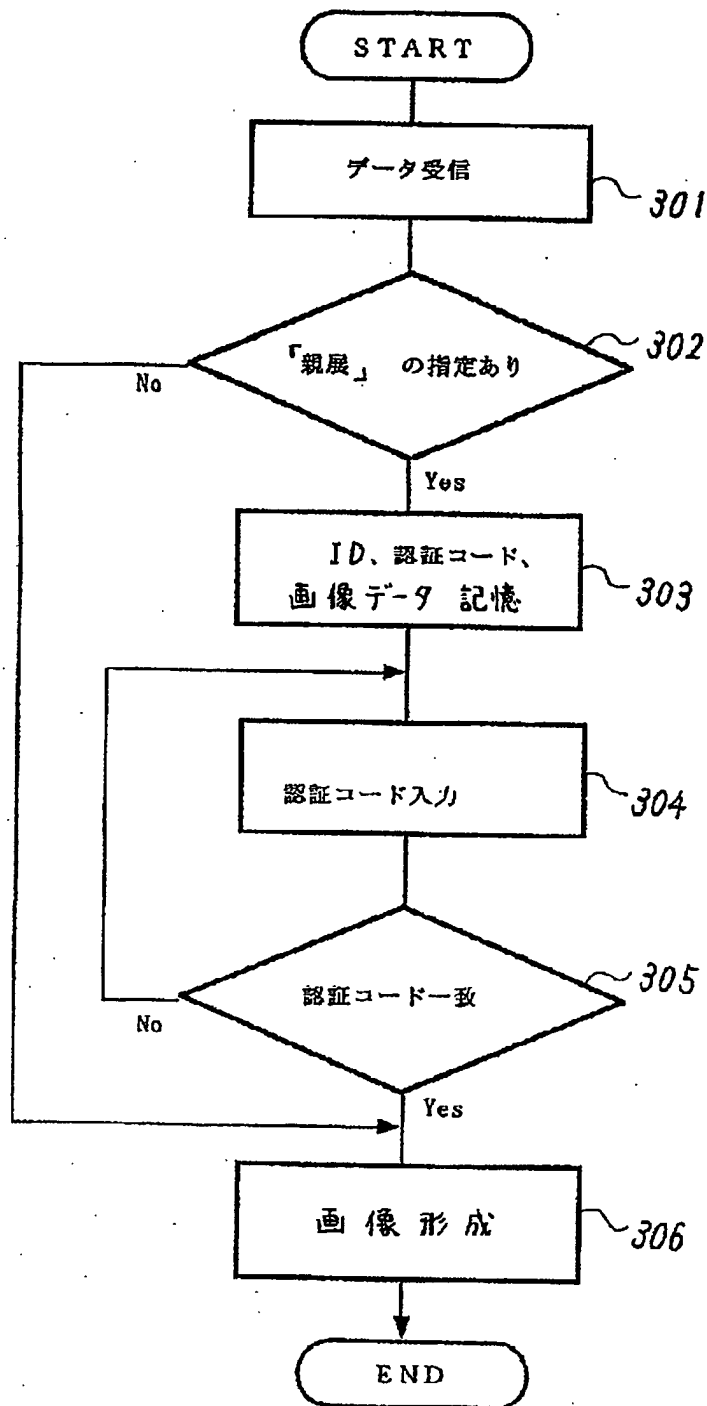 START
データ受信
301
「親展」 の指定あり
302
No
Yes
ID、認証コード、
画像データ 記憶
303
認証コード入力
304
認証コード一致
305
No
Yes
画像形成
306
END